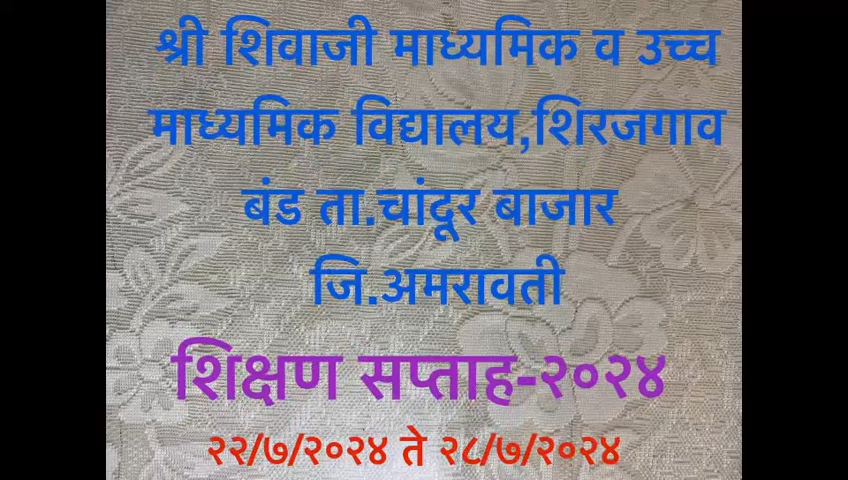 श्री शिवाजी माध्यमिक व उच्च
माध्यमिक विद्यालय,शिरजगाव
बंड ता.चांदूर बाजार
जि.अमरावती
शिक्षण सप्ताह-२०२४
२२/७/२०२४ ते २८/७/२०२४